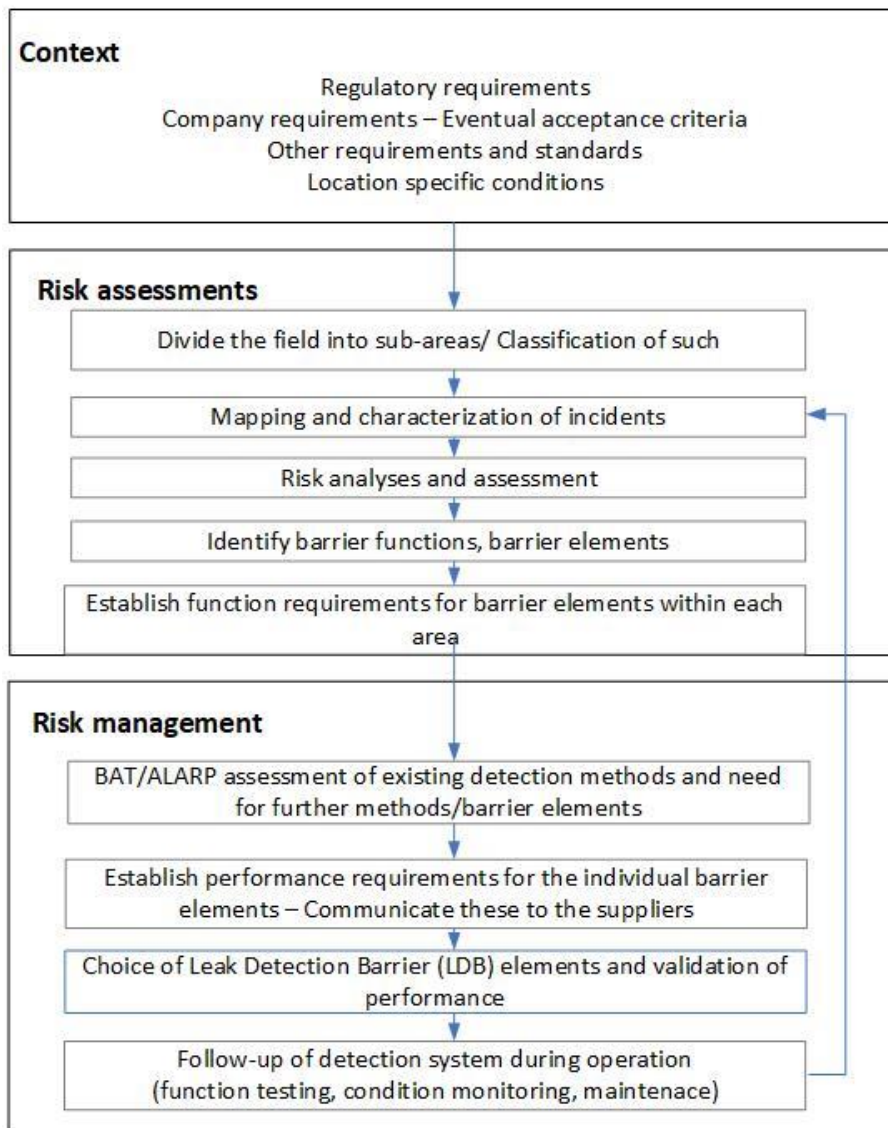 Context
Regulatory requirements
Company requirements – Eventual acceptance criteria
Other requirements and standards
Location specific conditions
Risk assessments
Divide the field into sub-areas/ Classification of such
Mapping and characterization of incidents
Risk analyses and assessment
Identify barrier functions, barrier elements
Establish function requirements for barrier elements within each
area
Risk management
BAT/ALARP assessment of existing detection methods and need
for further methods/barrier elements
Establish performance requirements for the individual barrier
elements – Communicate these to the suppliers
Choice of Leak Detection Barrier (LDB) elements and validation of
performance
Follow-up of detection system during operation
(function testing, condition monitoring, maintenace)